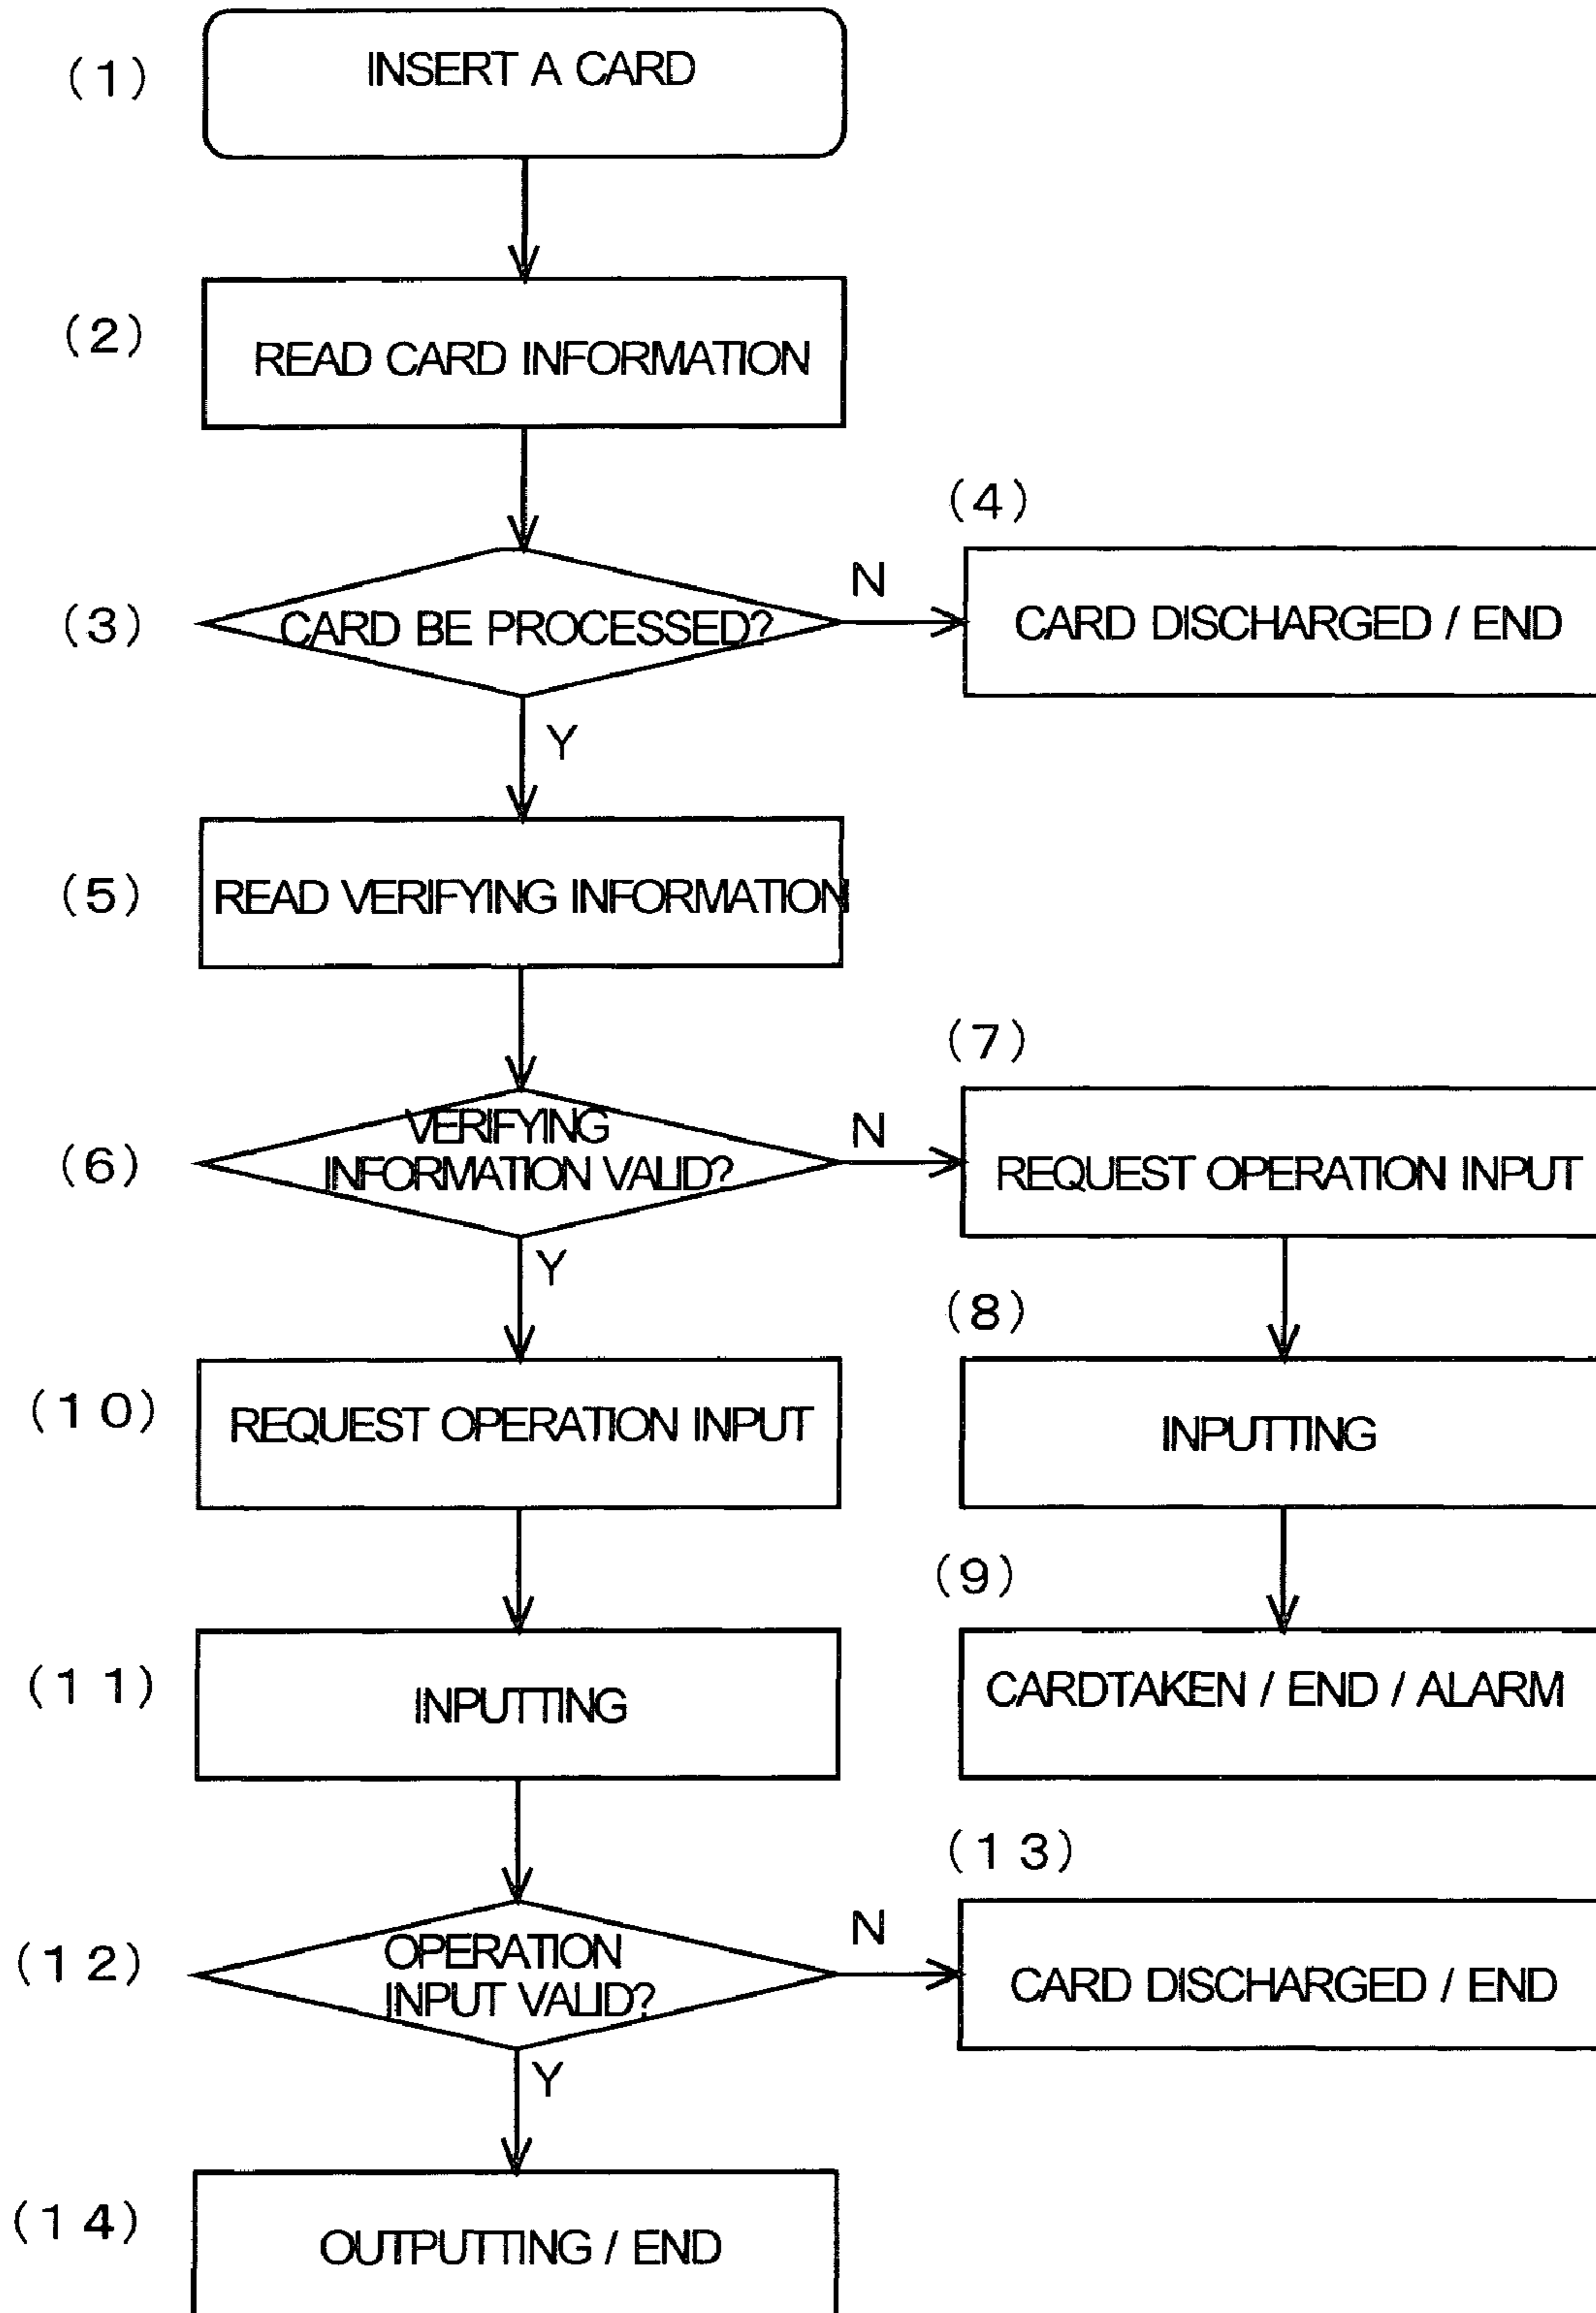 (1)
INSERT A CARD
(2)
READ CARD INFORMATION
(3)
CARD BE PROCESSED?
N
(4)
CARD DISCHARGED / END
Y
(5)
READ VERIFYING INFORMATION
(6)
VERIFYING
INFORMATION VALID?
N
(7)
REQUEST OPERATION INPUT
Y
(8)
INPUTTING
(9)
CARDTAKEN / END / ALARM
(10)
REQUEST OPERATION INPUT
(11)
INPUTTING
(12)
OPERATION
INPUT VALID?
N
(13)
CARD DISCHARGED / END
Y
(14)
OUTPUTTING / END